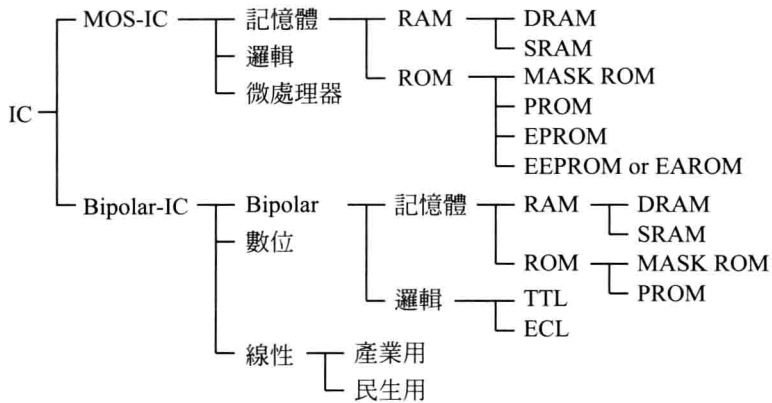 MOS-IC 記憶體 RAM DRAM
SRAM
邏輯
ROM MASK ROM
微處理器
PROM
IC
EPROM
EEPROM or EAROM
Bipolar-IC Bipolar 記憶體 RAM DRAM
SRAM
數位
ROM MASK ROM
PROM
邏輯 TTL
ECL
線性 產業用
民生用